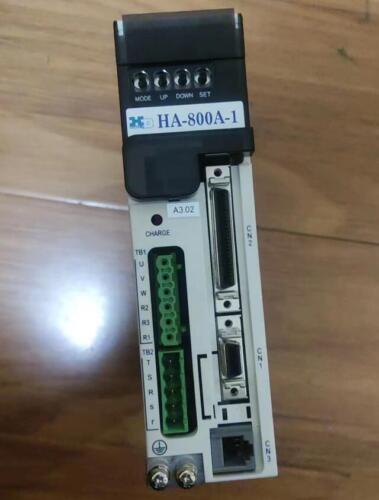 MODE UP DOWN SET
HA-800A-1
A3.02
CHARGE
CN2
TB1
U
V
W
R2
R3
R1
TB2
T
S
R
s
r
CN1
CN3